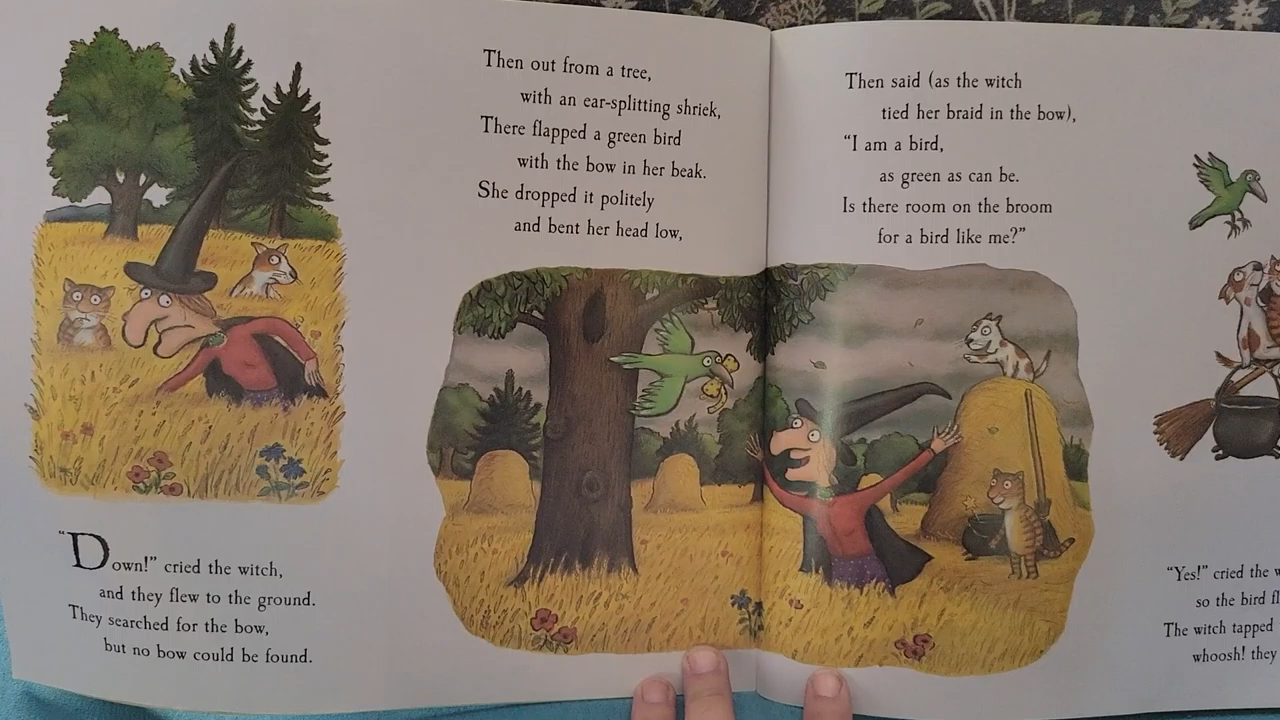 "Down!" cried the witch,
and they flew to the ground.
They searched for the bow,
but no bow could be found.
Then out from a tree,
with an ear-splitting shriek,
There flapped a green bird
with the bow in her beak.
She dropped it politely
and bent her head low,
Then said (as the witch
tied her braid in the bow),
"I am a bird,
as green as can be.
Is there room on the broom
for a bird like me?"
"Yes!" cried the
so the bird
The witch tapped
whoosh! they